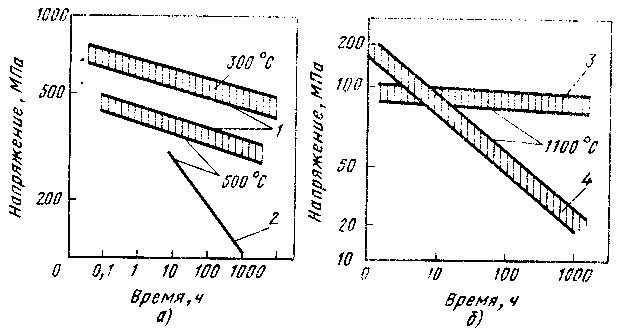 1000
500
200
0
Напряжение, МПа
300 °С
500 °С
1
2
0,1 1 10 100 1000
Время, ч
а)
200
100
50
20
10
Напряжение, МПа
3
1100 °С
4
0 10 100 1000
Время, ч
б)